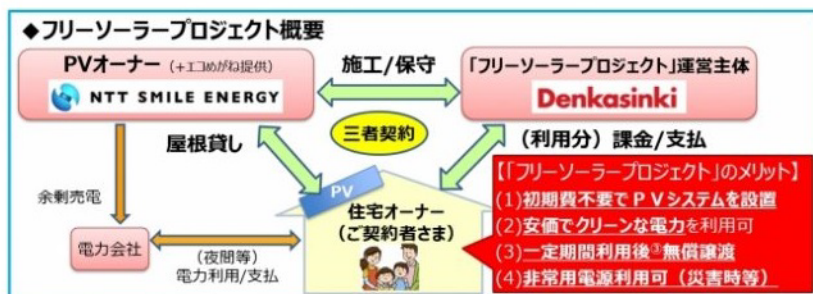 ◆フリーソーラープロジェクト概要
PVオーナー（+エコめがね提供）
NTT SMILE ENERGY
施工/保守
「フリーソーラープロジェクト」運営主体
Denkasinki
三者契約
屋根貸し
（利用分）課金/支払
余剰売電
PV
住宅オーナー
（ご契約者さま）
電力会社
（夜間等）
電力利用/支払
【「フリーソーラープロジェクト」のメリット】
(1)初期費不要でＰＶシステムを設置
(2)安価でクリーンな電力を利用可
(3)一定期間利用後③無償譲渡
(4)非常用電源利用可（災害時等）